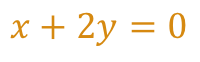 x + 2y = 0